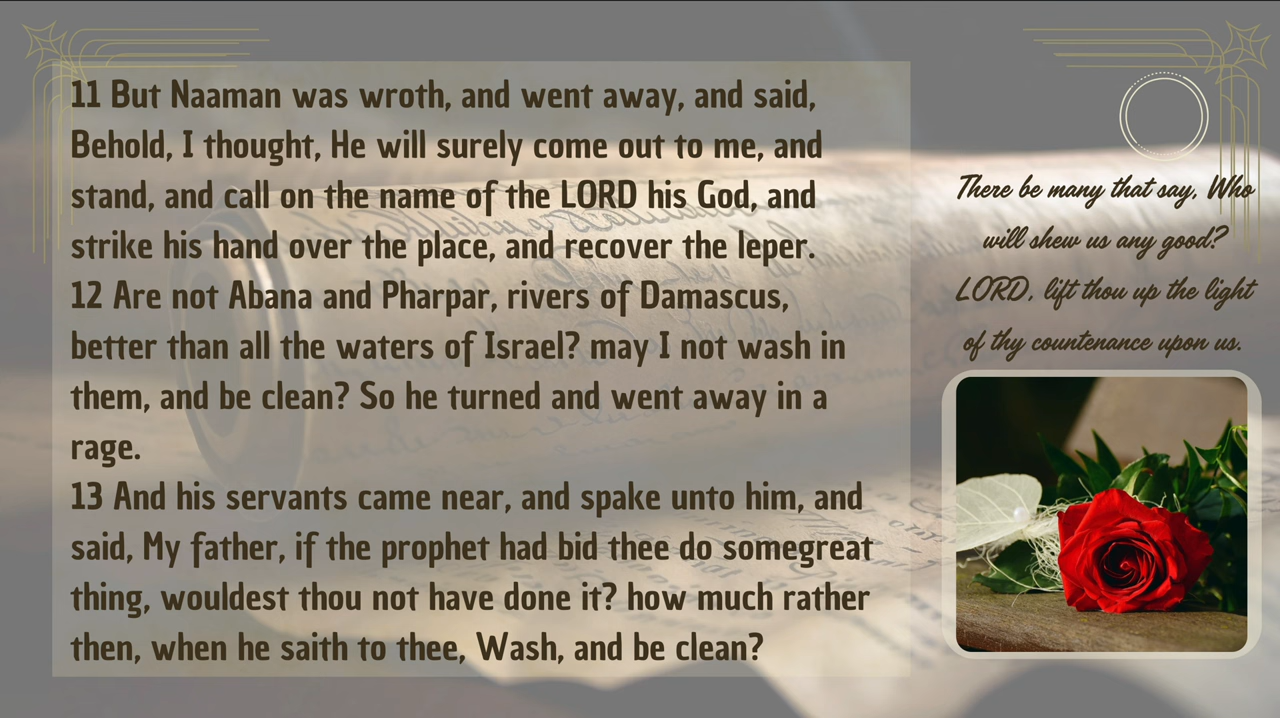 11 But Naaman was wroth, and went away, and said,
Behold, I thought, He will surely come out to me, and
stand, and call on the name of the LORD his God, and
strike his hand over the place, and recover the leper.
12 Are not Abana and Pharpar, rivers of Damascus,
better than all the waters of Israel? may I not wash in
them, and be clean? So he turned and went away in a
rage.
13 And his servants came near, and spake unto him, and
said, My father, if the prophet had bid thee do somegreat
thing, wouldest thou not have done it? how much rather
then, when he saith to thee, Wash, and be clean?
There be many that say, Who
will shew us any good?
LORD, lift thou up the light
of thy countenance upon us.